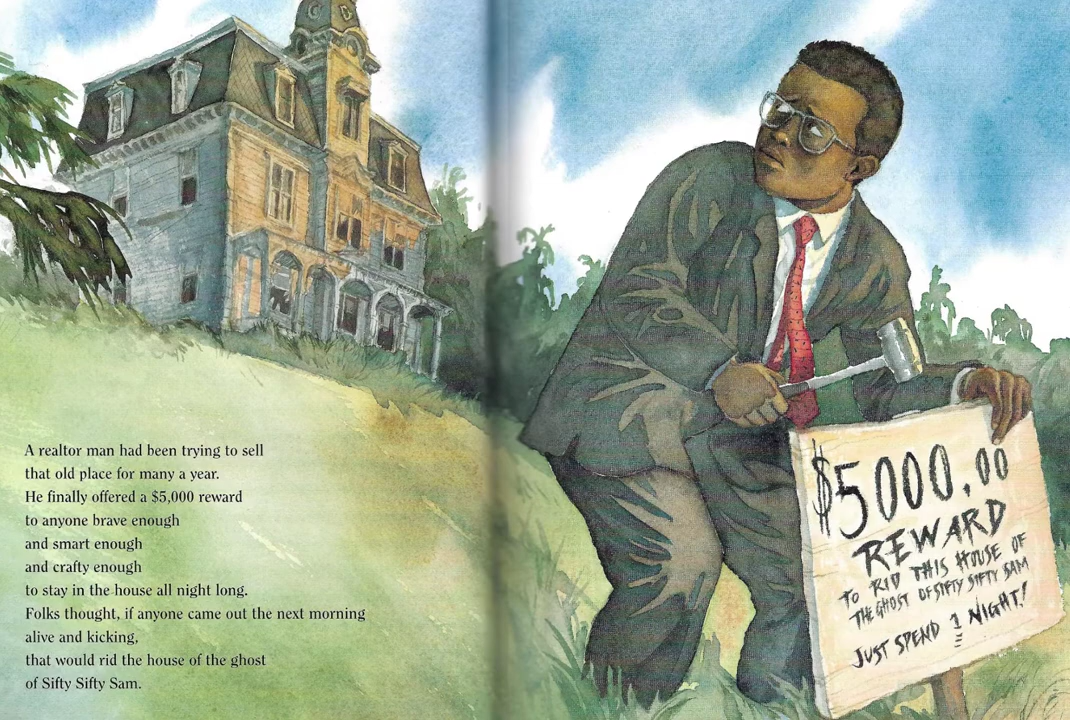 A realtor man had been trying to sell
that old place for many a year.
He finally offered a $5,000 reward
to anyone brave enough
and smart enough
and crafty enough
to stay in the house all night long.
Folks thought, if anyone came out the next morning
alive and kicking,
that would rid the house of the ghost
of Sifty Sifty Sam.
$5000.00
REWARD
TO RID THIS HOUSE OF
THE GHOST OF SIFTY SIFTY SAM
JUST SPEND 1 NIGHT!